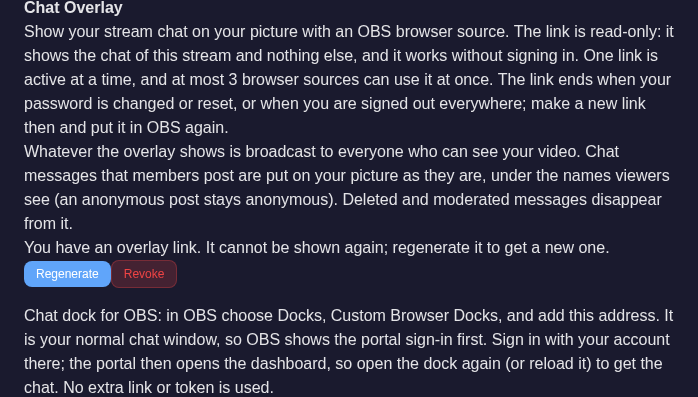 Chat Overlay
Show your stream chat on your picture with an OBS browser source. The link is read-only: it
shows the chat of this stream and nothing else, and it works without signing in. One link is
active at a time, and at most 3 browser sources can use it at once. The link ends when your
password is changed or reset, or when you are signed out everywhere; make a new link
then and put it in OBS again.
Whatever the overlay shows is broadcast to everyone who can see your video. Chat
messages that members post are put on your picture as they are, under the names viewers
see (an anonymous post stays anonymous). Deleted and moderated messages disappear
from it.
You have an overlay link. It cannot be shown again; regenerate it to get a new one.
Regenerate Revoke
Chat dock for OBS: in OBS choose Docks, Custom Browser Docks, and add this address. It
is your normal chat window, so OBS shows the portal sign-in first. Sign in with your account
there; the portal then opens the dashboard, so open the dock again (or reload it) to get the
chat. No extra link or token is used.